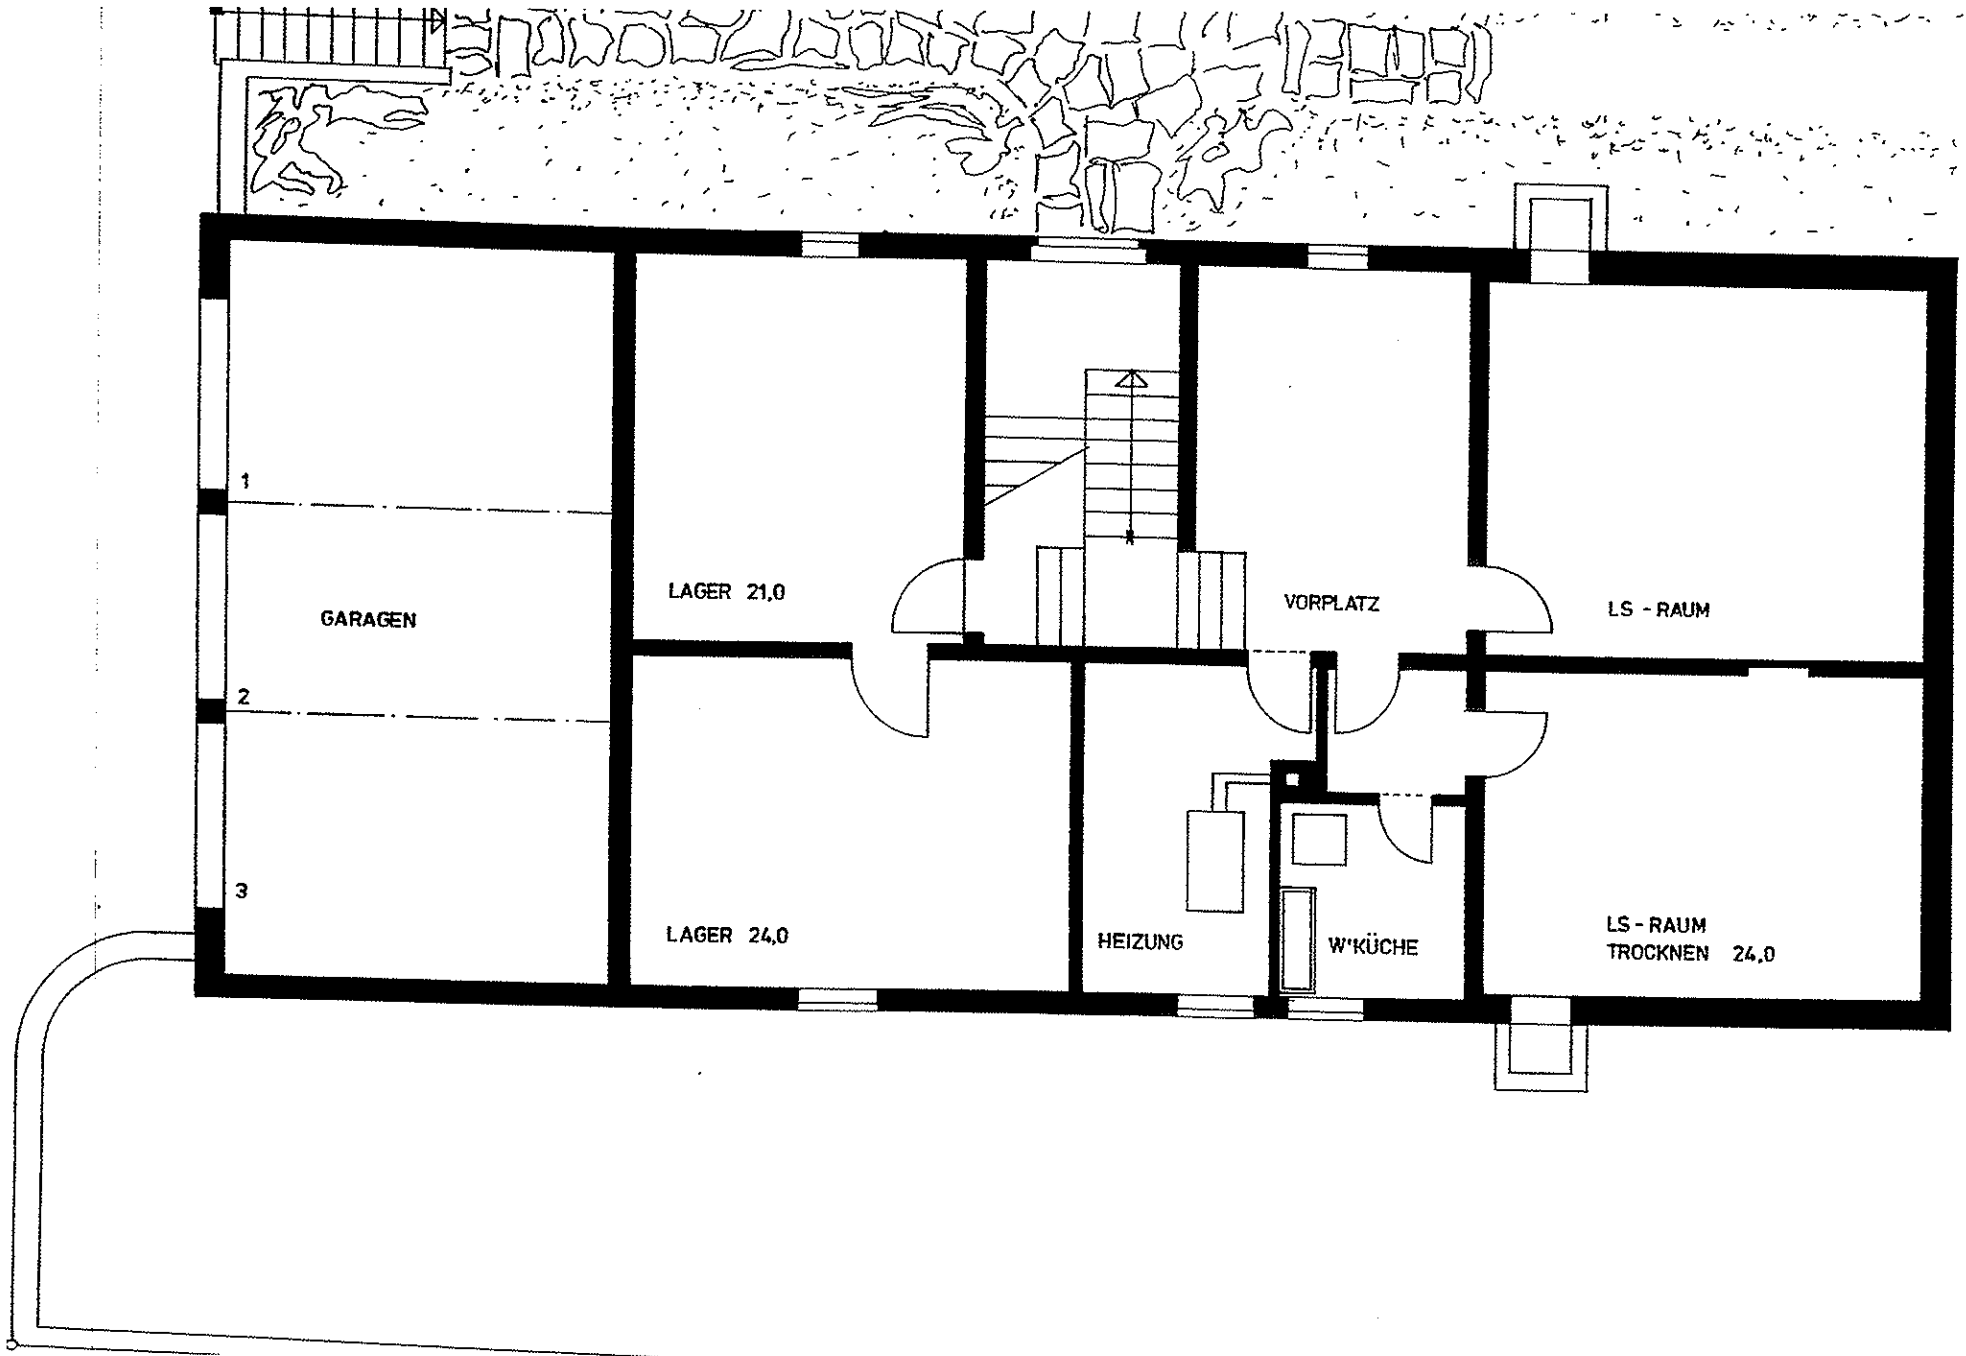 1
LAGER 21,0
VORPLATZ
LS - RAUM
GARAGEN
2
3
LAGER 24,0
HEIZUNG
W'KÜCHE
LS - RAUM
TROCKNEN 24,0